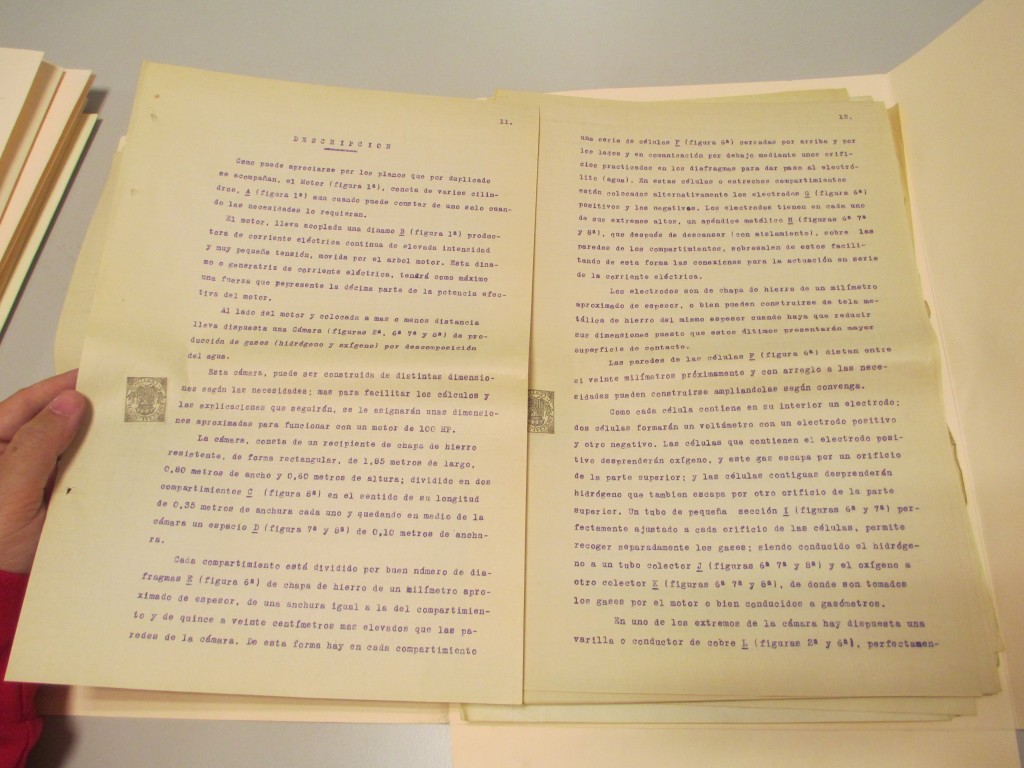 11.
DESCRIPCION
Como puede apreciarse por los planos que por duplicado
se acompañan, el Motor (figura 1ª), consta de varios cilin-
dros, A (figura 1ª) aun cuando puede constar de uno solo cuan-
do las necesidades lo requieran.
El motor, lleva acoplada una dinamo B (figura 1ª) produc-
tora de corriente eléctrica continua de elevada intensidad
y muy pequeña tensión, movida por el arbol motor. Esta dina-
mo o generatriz de corriente eléctrica, tendrá como máximo
una fuerza que pepresente la décima parte de la potencia efec-
tiva del motor.
Al lado del motor y colocada a mas o menos distancia
lleva dispuesta una Cámara (figuras 2ª, 6ª 7ª y 8ª) de pro-
ducción de gases (hidrógeno y oxígeno) por descomposición
del agua.
Esta cámara, puede ser construida de distintas dimensio-
nes según las necesidades; mas para facilitar los cálculos y
las explicaciones que seguirán, se le asignarán unas dimensio-
nes aproximadas para funcionar con un motor de 100 HP.
La cámara, consta de un recipiente de chapa de hierro
resistente, de forma rectangular, de 1,85 metros de largo,
0,80 metros de ancho y 0,60 metros de altura; dividido en dos
compartimientos C (figura 8ª) en el sentido de su longitud
de 0,35 metros de anchura cada uno y quedando en medio de la
cámara un espacio D (figura 7ª y 8ª) de 0,10 metros de anchu-
ra.
Cada compartimiento está dividido por buen número de dia-
fragmas E (figura 6ª) de chapa de hierro de un milímetro apro-
ximado de espesor, de una anchura igual a la del compartimien-
to y de quince a veinte centímetros mas elevados que las pa-
redes de la cámara. De esta forma hay en cada compartimiento
12.
una serie de células F (figura 6ª) cerradas por arriba y por
los lados y en comunicación por debajo mediante unos orifi-
cios practicados en los diafragmas para dar paso al electró-
lito (agua). En estas células o estrechos compartimientos
están colocados alternativamente los electrodos G (figura 6ª)
positivos y los negativos. Los electrodos tienen en cada uno
de sus extremos altos, un apéndice metálico H (figuras 6ª 7ª
y 8ª), que después de descansar (con aislamiento), sobre las
paredes de los compartimientos, sobresalen de estos facili-
tando de esta forma las conexiones para la actuación en serie
de la corriente eléctrica.
Los electrodos son de chapa de hierro de un milímetro
aproximado de espesor, o bien pueden construirse de tela me-
tálica de hierro del mismo espesor cuando haya que reducir
sus dimensiones puesto que estos últimos presentarán mayor
superficie de contacto.
Las paredes de las células F (figura 6ª) distan entre
si veinte milímetros próximamente y con arreglo a las nece-
sidades pueden construirse ampliandolas según convenga.
Como cada célula contiene en su interior un electrodo;
dos células formarán un voltámetro con un electrodo positivo
y otro negativo. Las células que contienen el electrodo posi-
tivo desprenderán oxígeno, y este gas escapa por un orificio
de la parte superior; y las células contiguas desprenderán
hidrógeno que tambien escapa por otro orificio de la parte
superior. Un tubo de pequeña sección I (figuras 6ª y 7ª) per-
fectamente ajustado a cada orificio de las células, permite
recoger separadamente los gases; siendo conducido el hidróge-
no a un tubo colector J (figuras 6ª 7ª y 8ª) y el oxígeno a
otro colector K (figuras 6ª 7ª y 8ª), de donde son tomados
los gases por el motor o bien conducidos a gasómetros.
En uno de los extremos de la cámara hay dispuesta una
varilla o conductor de cobre L (figuras 2ª y 6ª), perfectamen-